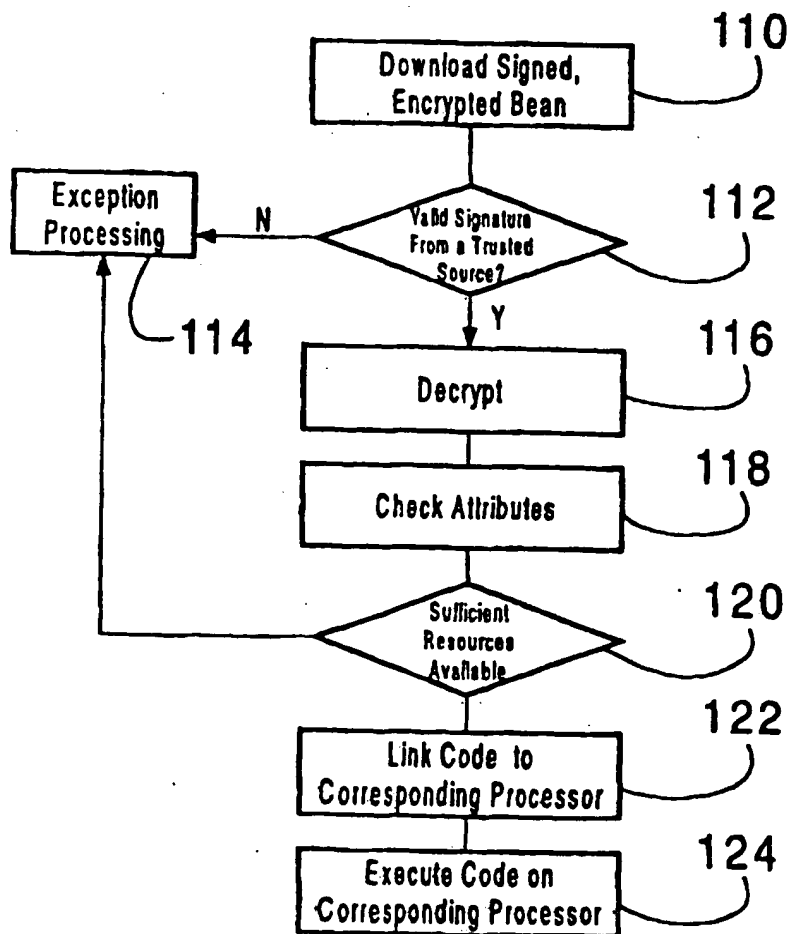 110
Download Signed,
Encrypted Bean
Exception
Processing
N
Valid Signature
From a Trusted
Source?
112
114
Y
116
Decrypt
118
Check Attributes
120
Sufficient
Resources
Available
122
Link Code to
Corresponding Processor
124
Execute Code on
Corresponding Processor